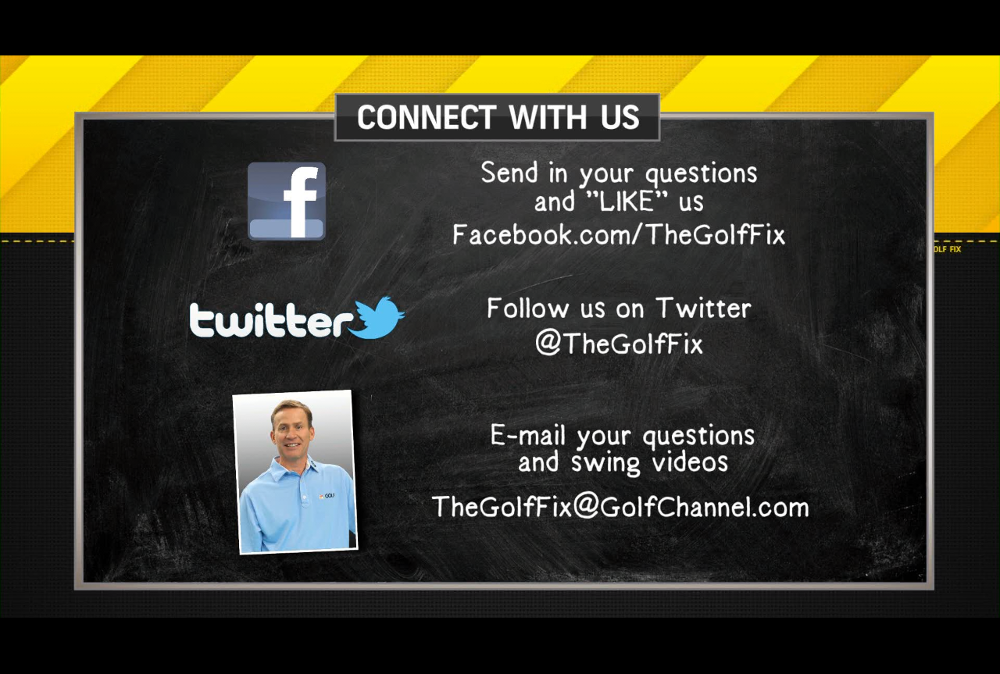 CONNECT WITH US
f
Send in your questions
and "LIKE" us
Facebook.com/TheGolfFix
OLF FIX
twitter
Follow us on Twitter
@TheGolfFix
GOLF
E-mail your questions
and swing videos
TheGolfFix@GolfChannel.com